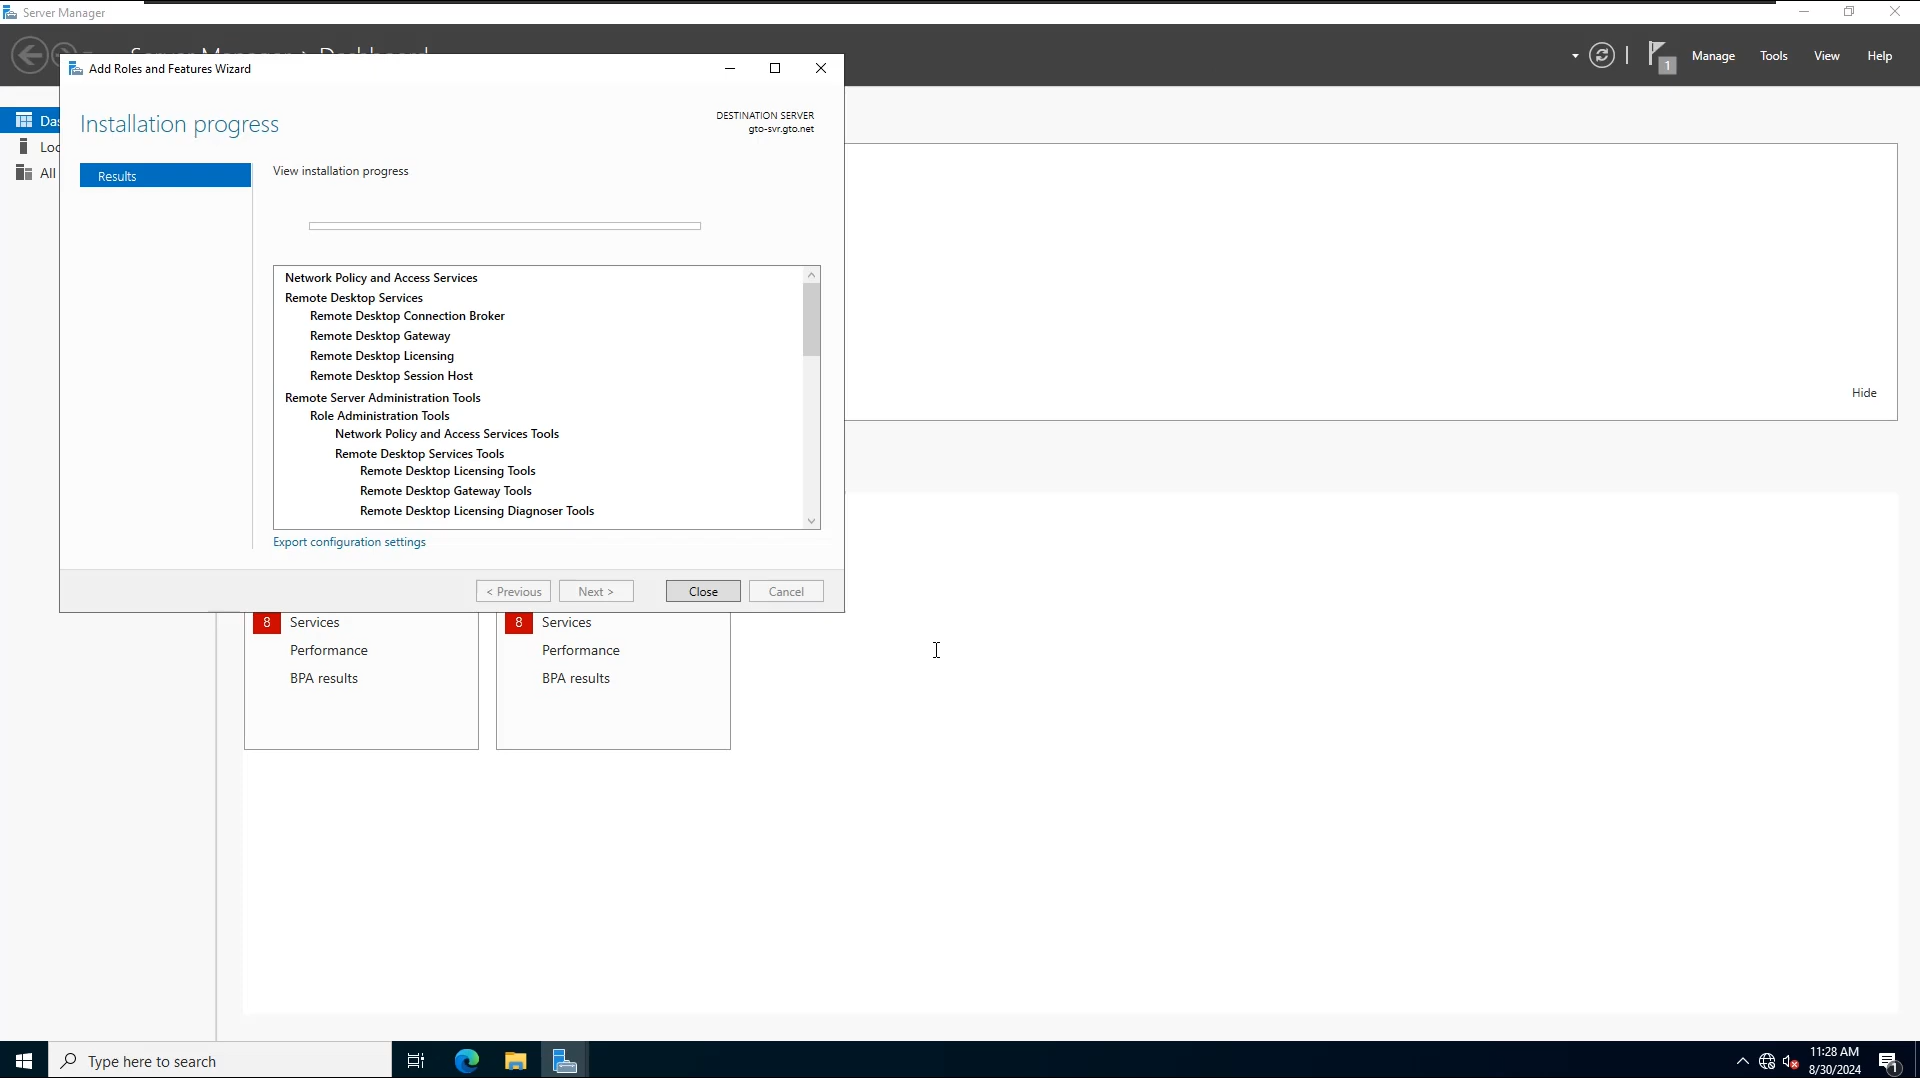 Server Manager
Manage
Tools
View
Help
1
Add Roles and Features Wizard
Installation progress
DESTINATION SERVER
gto-svr.gto.net
Results
View installation progress
Network Policy and Access Services
Remote Desktop Services
Remote Desktop Connection Broker
Remote Desktop Gateway
Remote Desktop Licensing
Remote Desktop Session Host
Remote Server Administration Tools
Role Administration Tools
Network Policy and Access Services Tools
Remote Desktop Services Tools
Remote Desktop Licensing Tools
Remote Desktop Gateway Tools
Remote Desktop Licensing Diagnoser Tools
Export configuration settings
< Previous
Next >
Close
Cancel
All
Hide
8 Services
Performance
BPA results
8 Services
Performance
BPA results
Type here to search
11:28 AM
8/30/2024
1